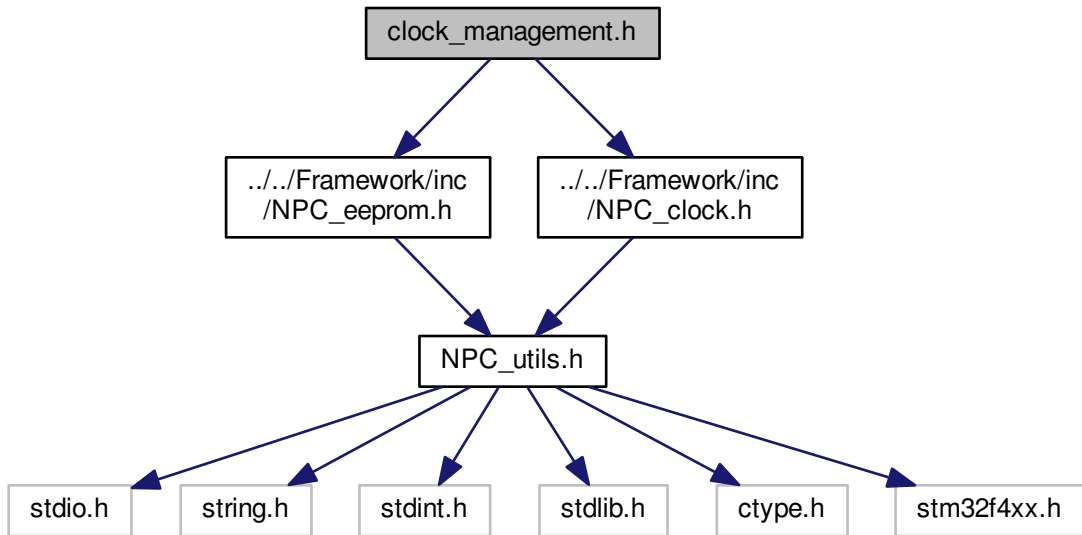 clock_management.h
../../Framework/inc
/NPC_eeprom.h
../../Framework/inc
/NPC_clock.h
NPC_utils.h
stdio.h
string.h
stdint.h
stdlib.h
ctype.h
stm32f4xx.h